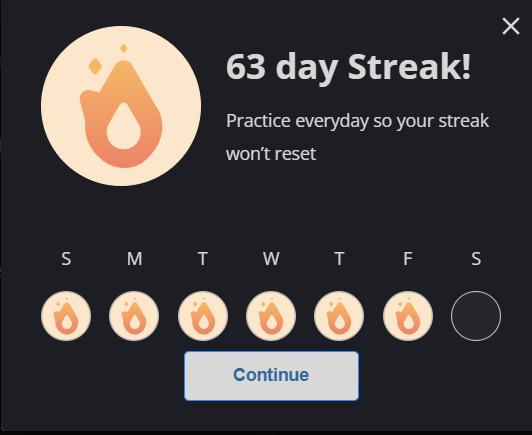 63 day Streak!
Practice everyday so your streak
won't reset
S M T W T F S
Continue